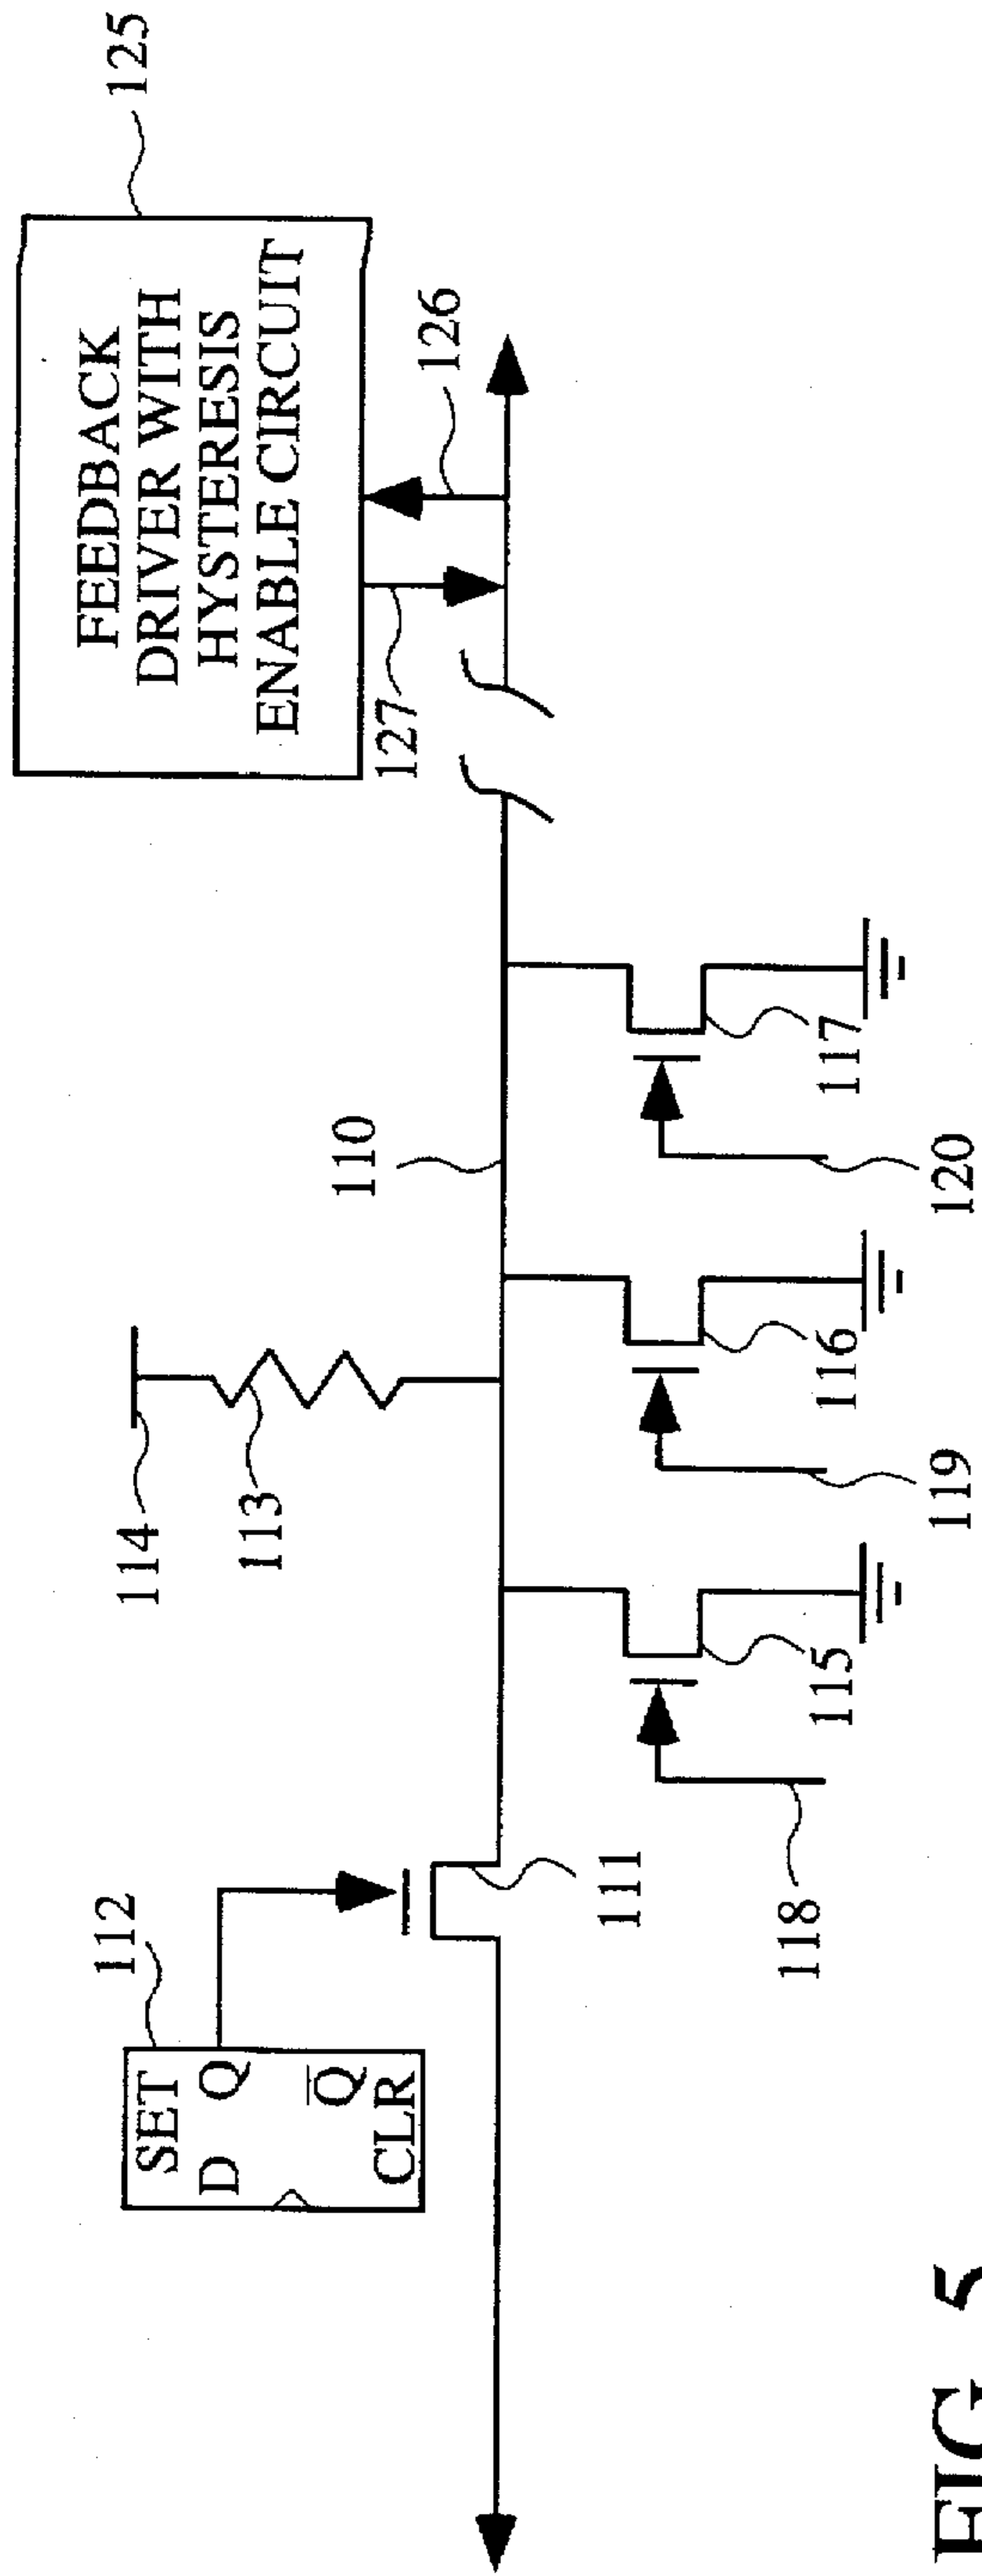 FEEDBACK
DRIVER WITH
HYSTERESIS
ENABLE CIRCUIT
125
126
127
110
114
113
112
SET
D Q
Q̅
CLR
111
118
115
119
116
120
117
FIG. 5